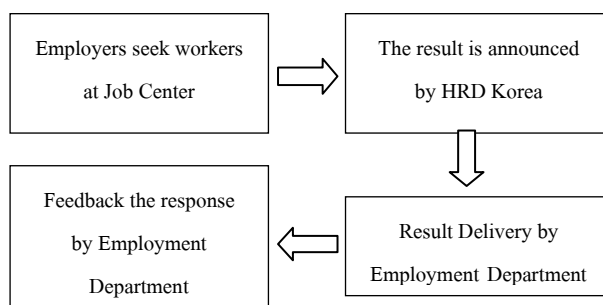 Employers seek workers
at Job Center
The result is announced
by HRD Korea
Result Delivery by
Employment Department
Feedback the response
by Employment
Department